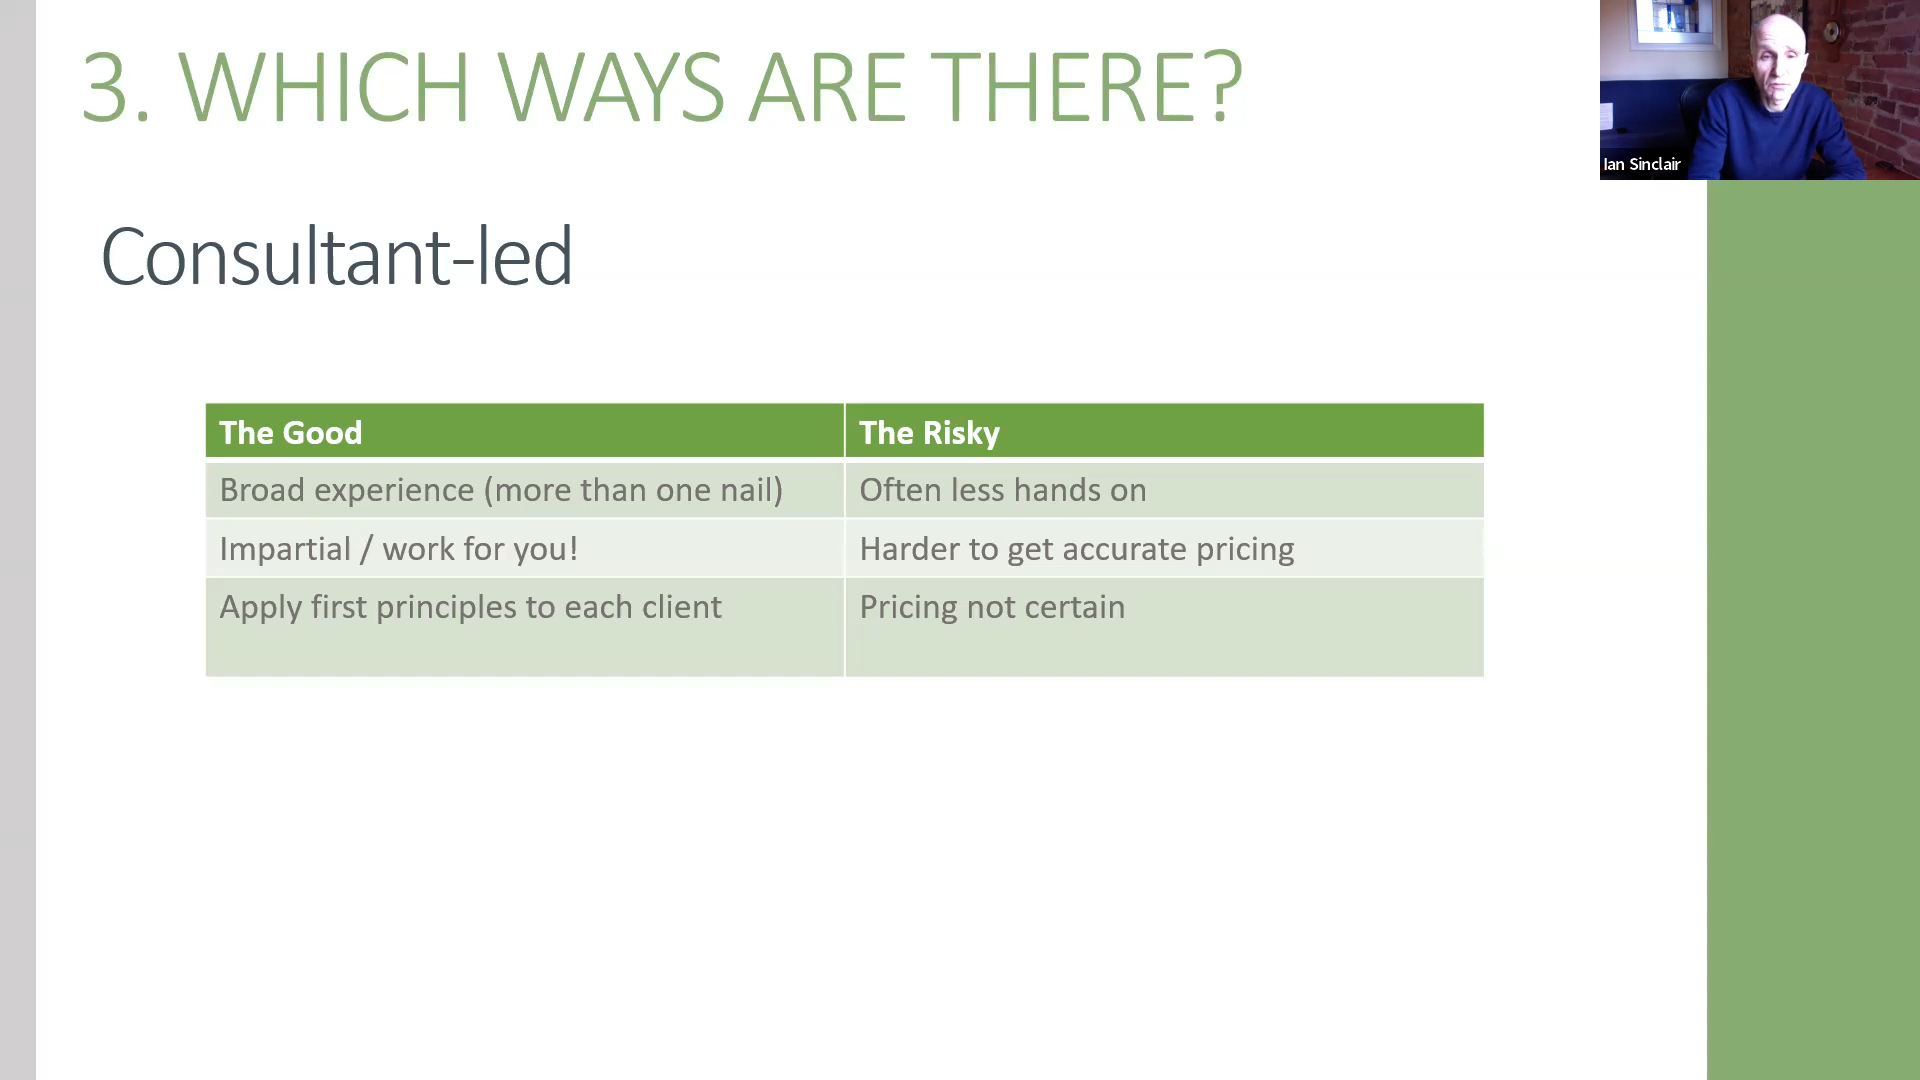 3. WHICH WAYS ARE THERE?
Ian Sinclair
Consultant-led
The Good
The Risky
Broad experience (more than one nail)
Often less hands on
Impartial / work for you!
Harder to get accurate pricing
Apply first principles to each client
Pricing not certain